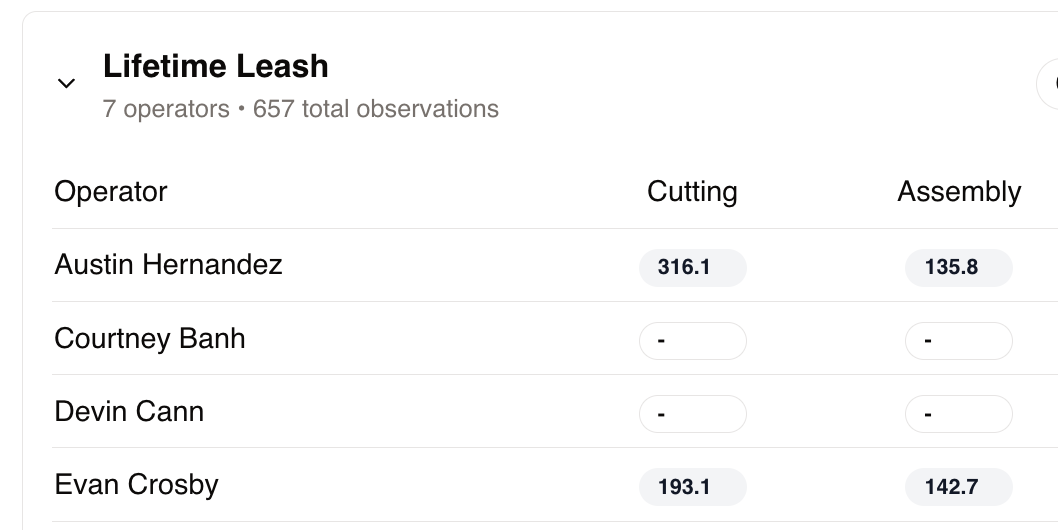 Lifetime Leash
7 operators • 657 total observations
Operator Cutting Assembly
Austin Hernandez 316.1 135.8
Courtney Banh - -
Devin Cann - -
Evan Crosby 193.1 142.7